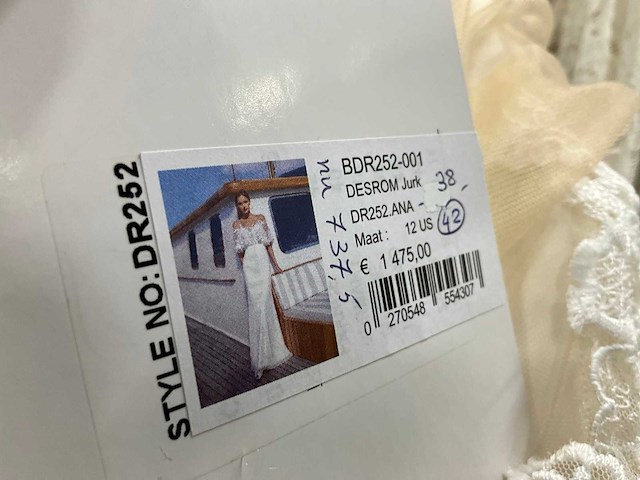 STYLE NO: DR252
BDR252-001
DESROM Jurk 38,-
DR252.ANA -
Maat : 12 US 42
€ 1 475,00
nu 737,5
0 270548 554307